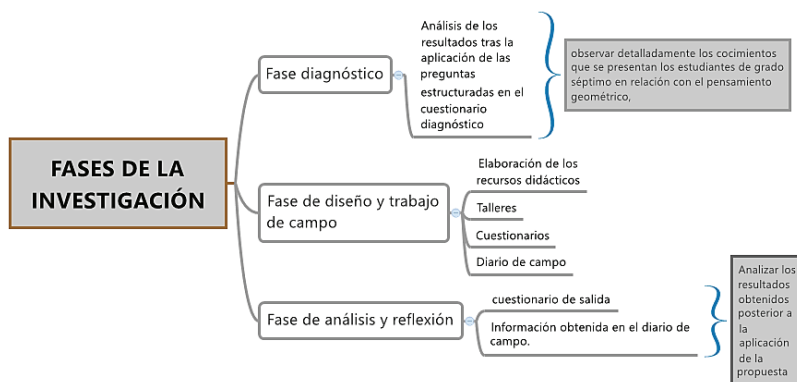 FASES DE LA
INVESTIGACIÓN
Fase diagnóstico
Análisis de los
resultados tras la
aplicación de las
preguntas
estructuradas en el
cuestionario
diagnóstico
observar detalladamente los cocimientos
que se presentan los estudiantes de grado
séptimo en relación con el pensamiento
geométrico,
Fase de diseño y trabajo
de campo
Elaboración de los
recursos didácticos
Talleres
Cuestionarios
Diario de campo
Fase de análisis y reflexión
cuestionario de salida
Información obtenida en el diario de
campo.
Analizar los
resultados
obtenidos
posterior a
la
aplicación
de la
propuesta